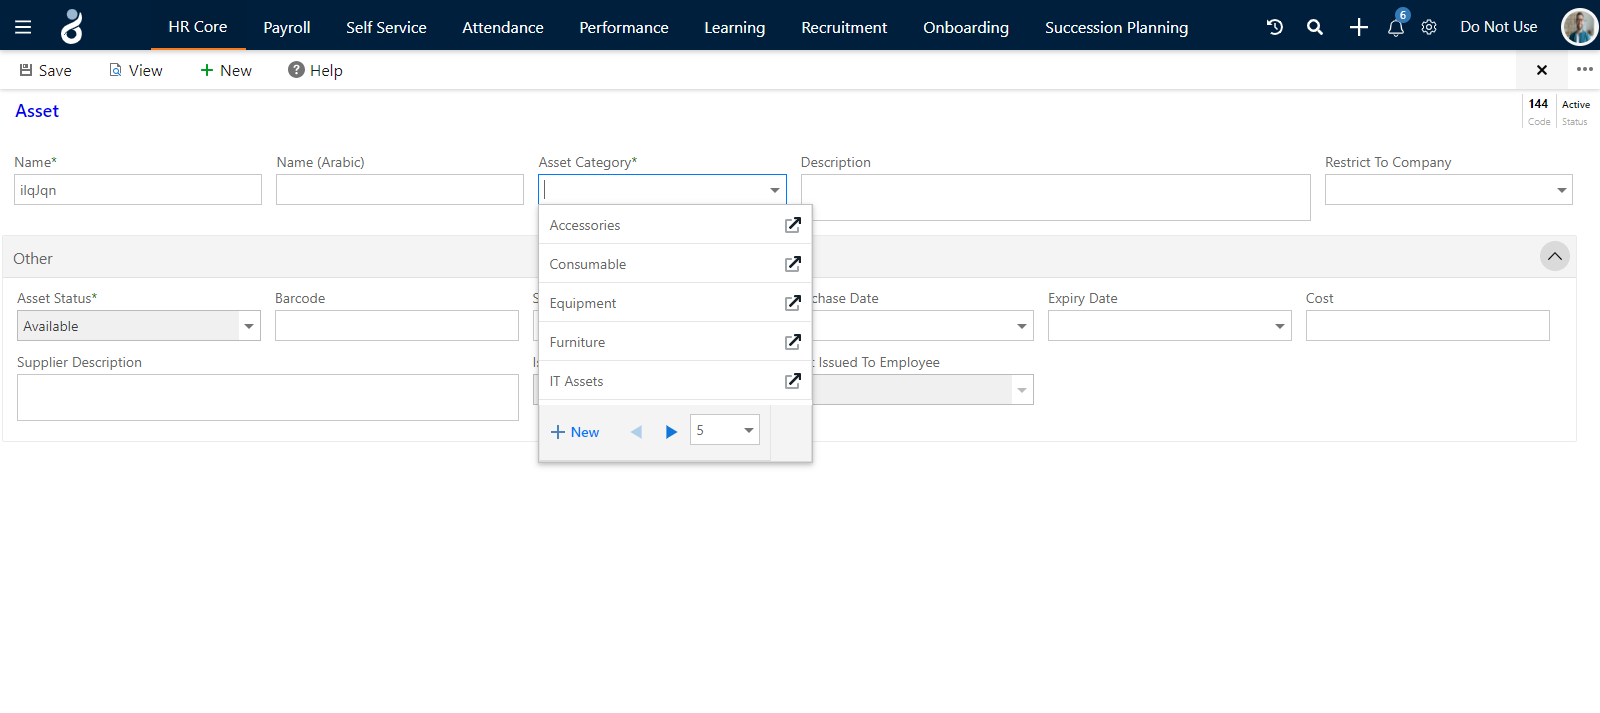 HR Core Payroll Self Service Attendance Performance Learning Recruitment Onboarding Succession Planning 6 Do Not Use
Save View New Help
Asset
144 Active
Code Status
Name* Name (Arabic) Asset Category* Description Restrict To Company
Accessories
Consumable
Equipment
Furniture
IT Assets
New 5
Other
Asset Status* Barcode S chase Date Expiry Date Cost
Available
Supplier Description Issued To Employee